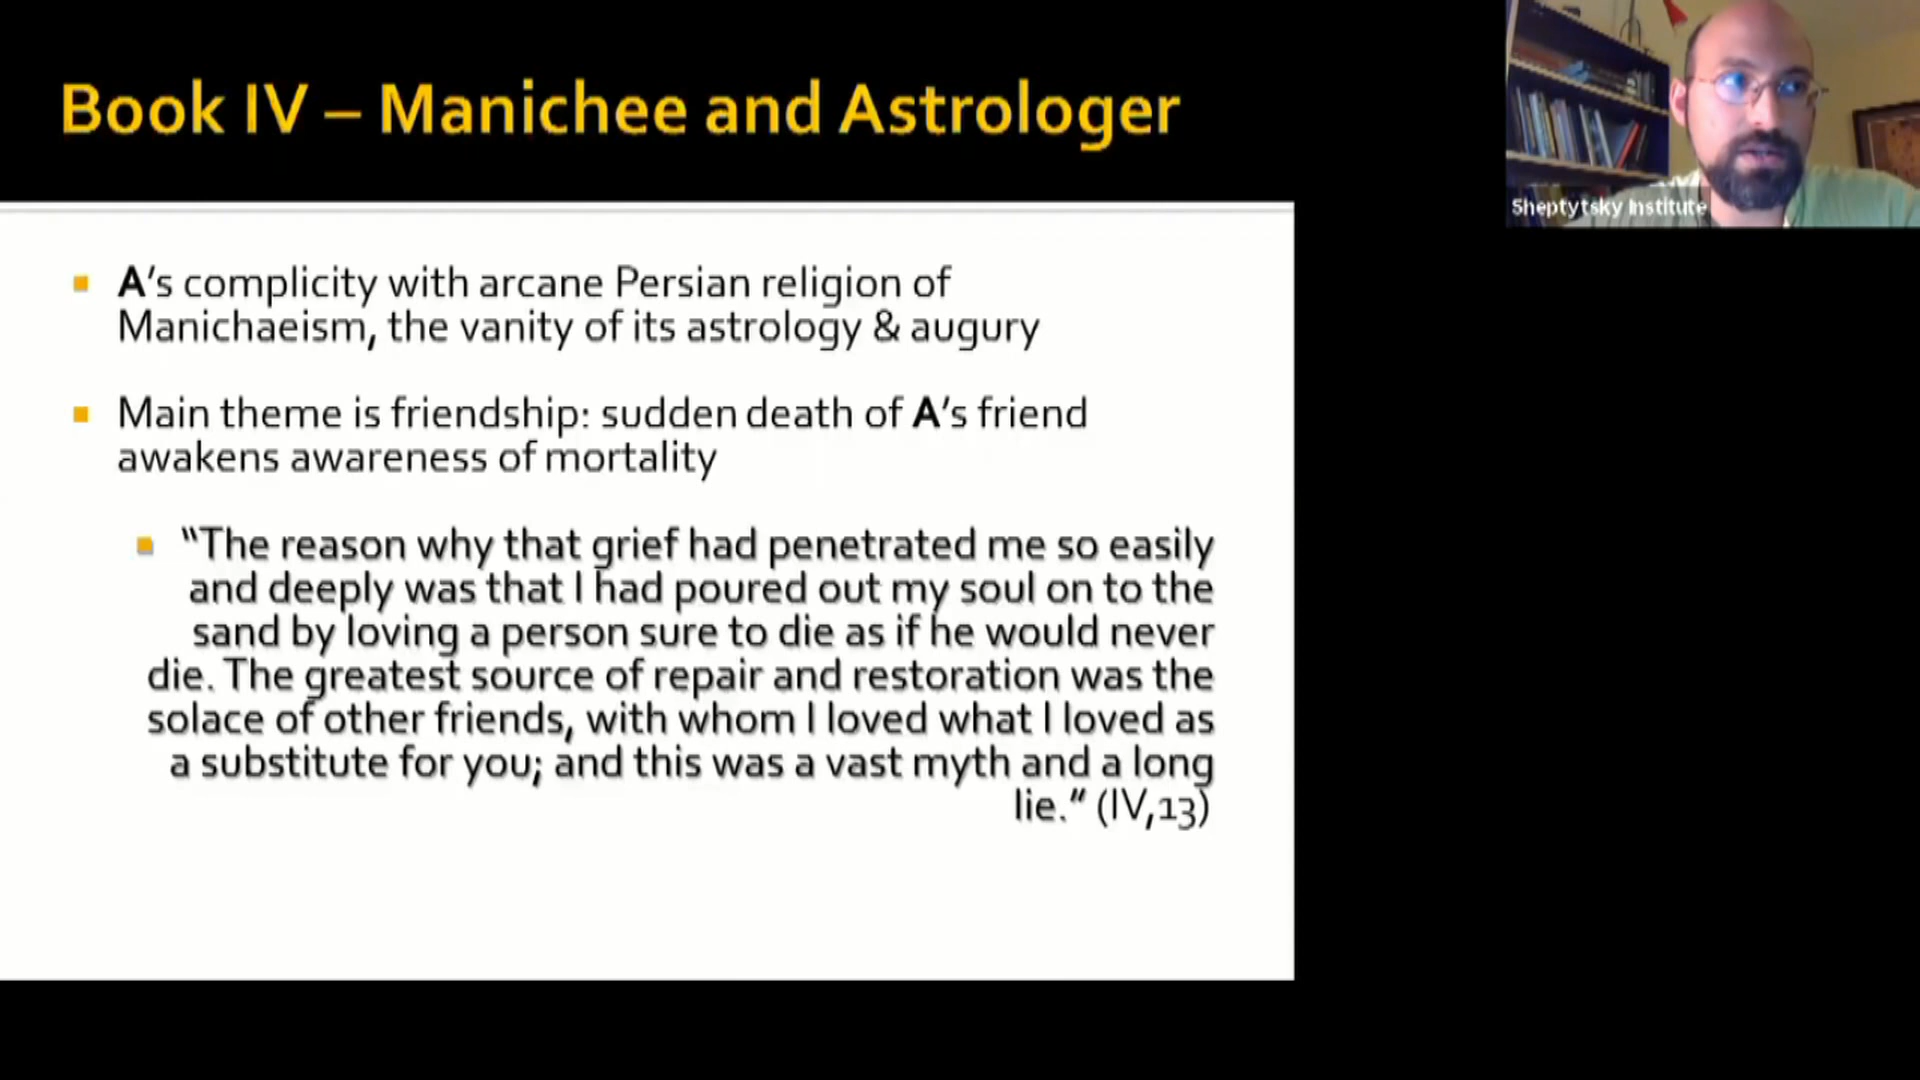 Book IV – Manichee and Astrologer
Sheptytsky Institute
A’s complicity with arcane Persian religion of
Manichaeism, the vanity of its astrology & augury
Main theme is friendship: sudden death of A’s friend
awakens awareness of mortality
“The reason why that grief had penetrated me so easily
and deeply was that I had poured out my soul on to the
sand by loving a person sure to die as if he would never
die. The greatest source of repair and restoration was the
solace of other friends, with whom I loved what I loved as
a substitute for you; and this was a vast myth and a long
lie.” (IV,13)